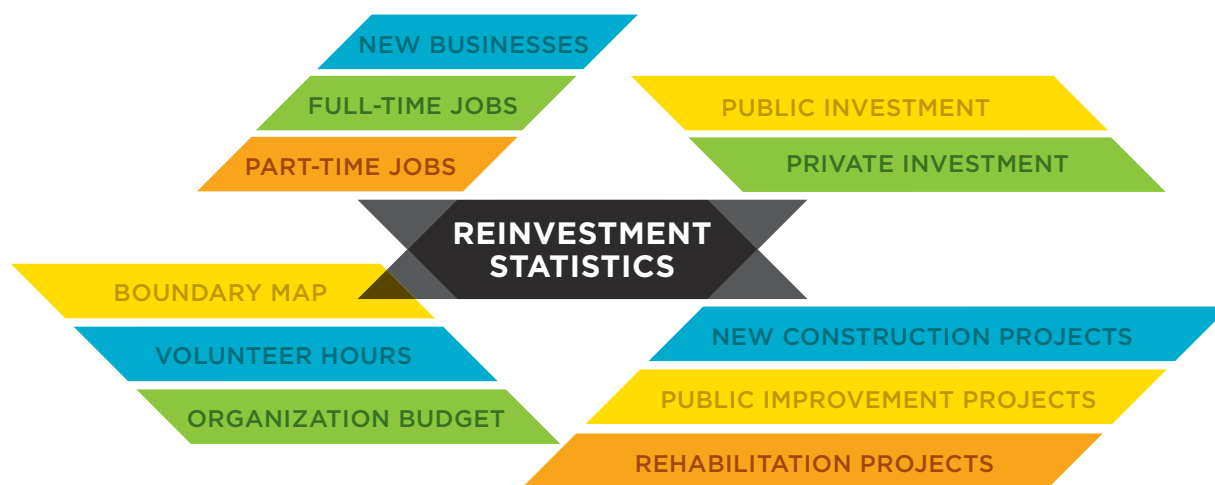 NEW BUSINESSES
FULL-TIME JOBS
PART-TIME JOBS
PUBLIC INVESTMENT
PRIVATE INVESTMENT
REINVESTMENT
STATISTICS
BOUNDARY MAP
VOLUNTEER HOURS
ORGANIZATION BUDGET
NEW CONSTRUCTION PROJECTS
PUBLIC IMPROVEMENT PROJECTS
REHABILITATION PROJECTS